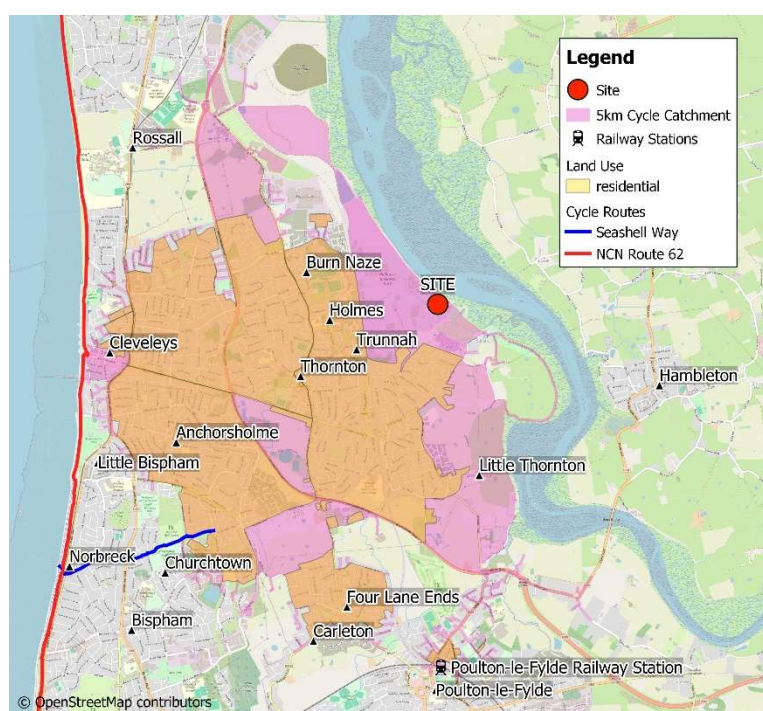 Legend
Site
5km Cycle Catchment
Railway Stations
Land Use
residential
Cycle Routes
Seashell Way
NCN Route 62
Rossall
Burn Naze
SITE
Holmes
Cleveleys
Trunnah
Thornton
Hambleton
Anchorsholme
Little Bispham
Little Thornton
Norbreck
Churchtown
Four Lane Ends
Bispham
Carleton
Poulton-le-Fylde Railway Station
Poulton-le-Fylde
© OpenStreetMap contributors